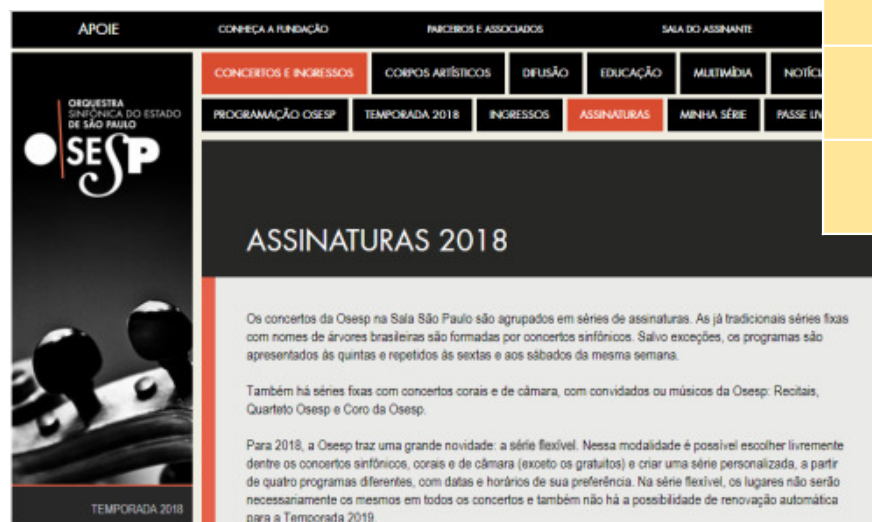 APOIE
CONHEÇA A FUNDAÇÃO
PARCEIROS E ASSOCIADOS
SALA DO ASSINANTE
CONCERTOS E INGRESSOS
CORPOS ARTÍSTICOS
DIFUSÃO
EDUCAÇÃO
MULTIMÍDIA
PROGRAMAÇÃO OSESP
TEMPORADA 2018
INGRESSOS
ASSINATURAS
MINHA SÉRIE
PASSE
ORQUESTRA
SINFÔNICA DO ESTADO
DE SÃO PAULO
OSESP
ASSINATURAS 2018
Os concertos da Osesp na Sala São Paulo são agrupados em séries de assinaturas. As já tradicionais séries fixas
com nomes de árvores brasileiras são formadas por concertos sinfônicos. Salvo exceções, os programas são
apresentados às quintas e repetidos às sextas e aos sábados da mesma semana.
Também há séries fixas com concertos corais e de câmara, com convidados ou músicos da Osesp: Recitais,
Quarteto Osesp e Coro da Osesp.
Para 2018, a Osesp traz uma grande novidade: a série flexível. Nessa modalidade é possível escolher livremente
dentre os concertos sinfônicos, corais e de câmara (exceto os gratuitos) e criar uma série personalizada, a partir
de quatro programas diferentes, com datas e horários de sua preferência. Na série flexível, os lugares não serão
necessariamente os mesmos em todos os concertos e também não há a possibilidade de renovação automática
para a Temporada 2019.
TEMPORADA 2018